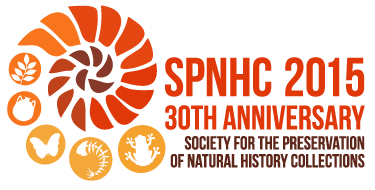 SPNHC 2015
30TH ANNIVERSARY
SOCIETY FOR THE PRESERVATION
OF NATURAL HISTORY COLLECTIONS